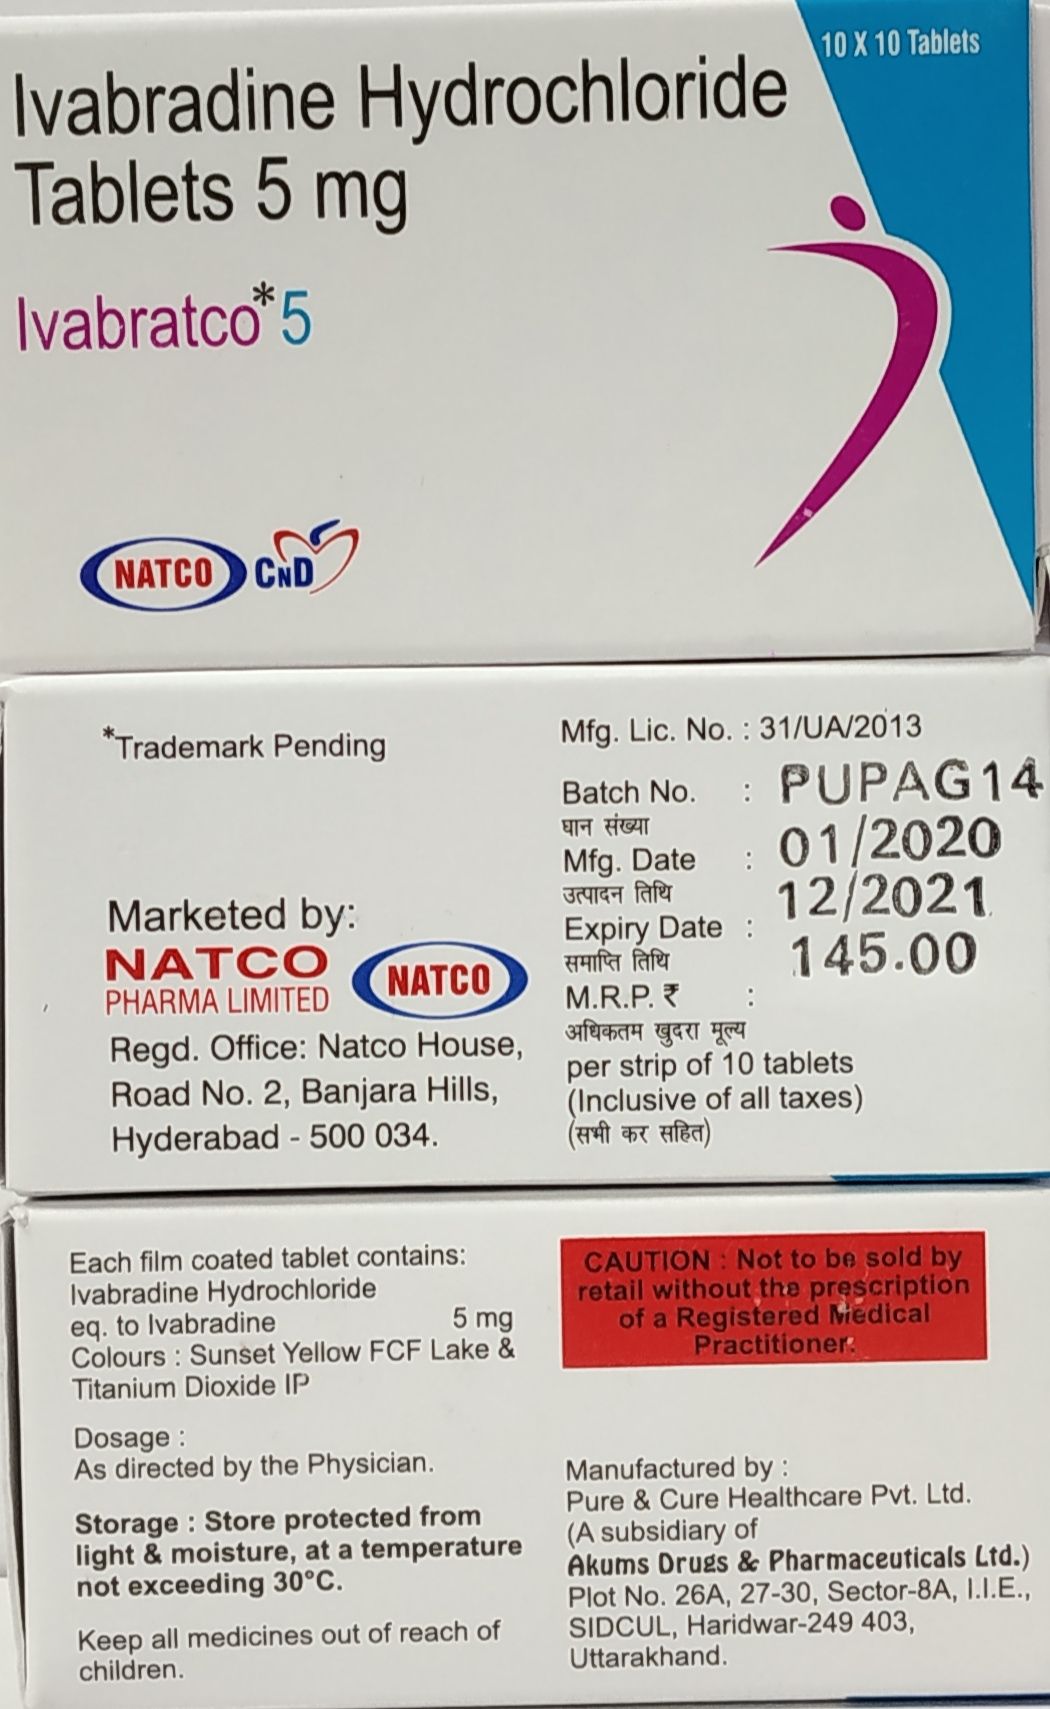 10 X 10 Tablets
Ivabradine Hydrochloride
Tablets 5 mg
Ivabratco*5
NATCO CND
*Trademark Pending
Marketed by:
NATCO
PHARMA LIMITED
NATCO
Regd. Office: Natco House,
Road No. 2, Banjara Hills,
Hyderabad - 500 034.
Mfg. Lic. No. : 31/UA/2013
Batch No. : PUPAG14
घान संख्या
Mfg. Date : 01/2020
उत्पादन तिथि
Expiry Date : 12/2021
समाप्ति तिथि
M.R.P. ₹ : 145.00
अधिकतम खुदरा मूल्य
per strip of 10 tablets
(Inclusive of all taxes)
(सभी कर सहित)
Each film coated tablet contains:
Ivabradine Hydrochloride
eq. to Ivabradine 5 mg
Colours : Sunset Yellow FCF Lake &
Titanium Dioxide IP
Dosage :
As directed by the Physician.
Storage : Store protected from
light & moisture, at a temperature
not exceeding 30°C.
Keep all medicines out of reach of
children.
CAUTION : Not to be sold by
retail without the prescription
of a Registered Medical
Practitioner.
Manufactured by :
Pure & Cure Healthcare Pvt. Ltd.
(A subsidiary of
Akums Drugs & Pharmaceuticals Ltd.)
Plot No. 26A, 27-30, Sector-8A, I.I.E.,
SIDCUL, Haridwar-249 403,
Uttarakhand.